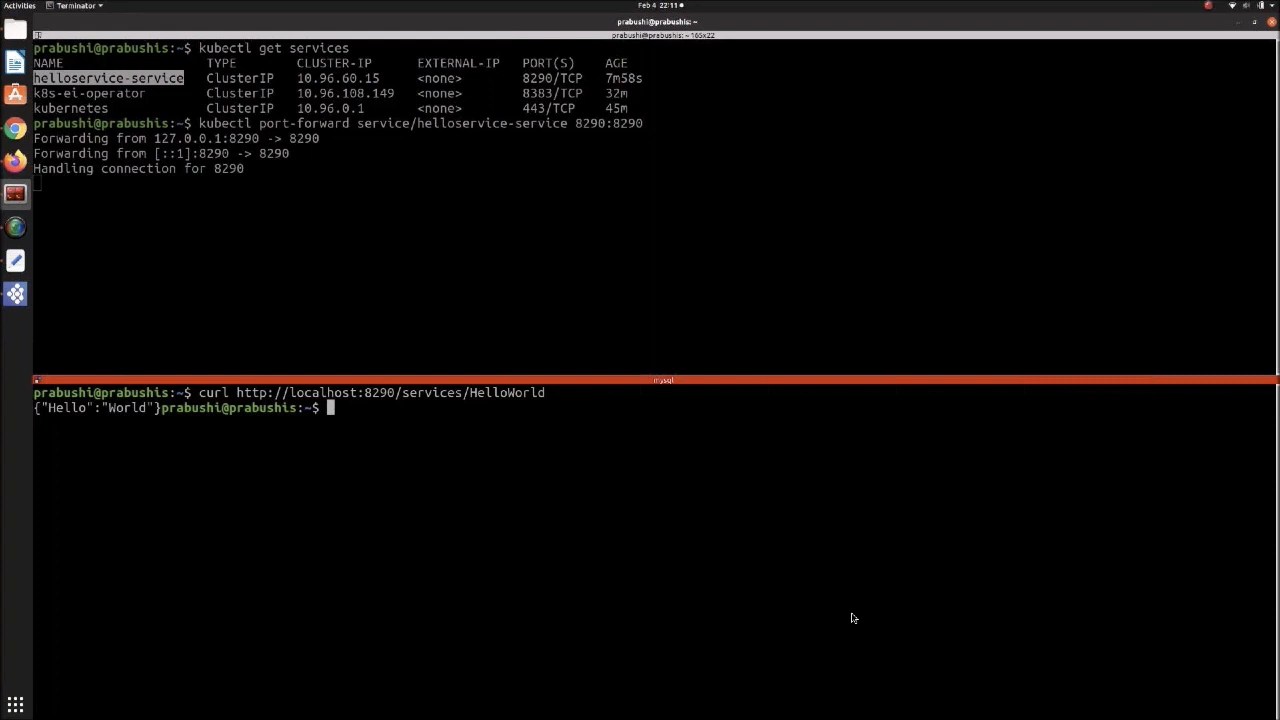 Activities Terminator Feb 4 22:11
prabushi@prabushis: ~
prabushi@prabushis: ~ 165x22
prabushi@prabushis:~$ kubectl get services
NAME TYPE CLUSTER-IP EXTERNAL-IP PORT(S) AGE
helloservice-service ClusterIP 10.96.60.15 <none> 8290/TCP 7m58s
k8s-ei-operator ClusterIP 10.96.108.149 <none> 8383/TCP 32m
kubernetes ClusterIP 10.96.0.1 <none> 443/TCP 45m
prabushi@prabushis:~$ kubectl port-forward service/helloservice-service 8290:8290
Forwarding from 127.0.0.1:8290 -> 8290
Forwarding from [::1]:8290 -> 8290
Handling connection for 8290
mysql
prabushi@prabushis:~$ curl http://localhost:8290/services/HelloWorld
{"Hello":"World"}prabushi@prabushis:~$